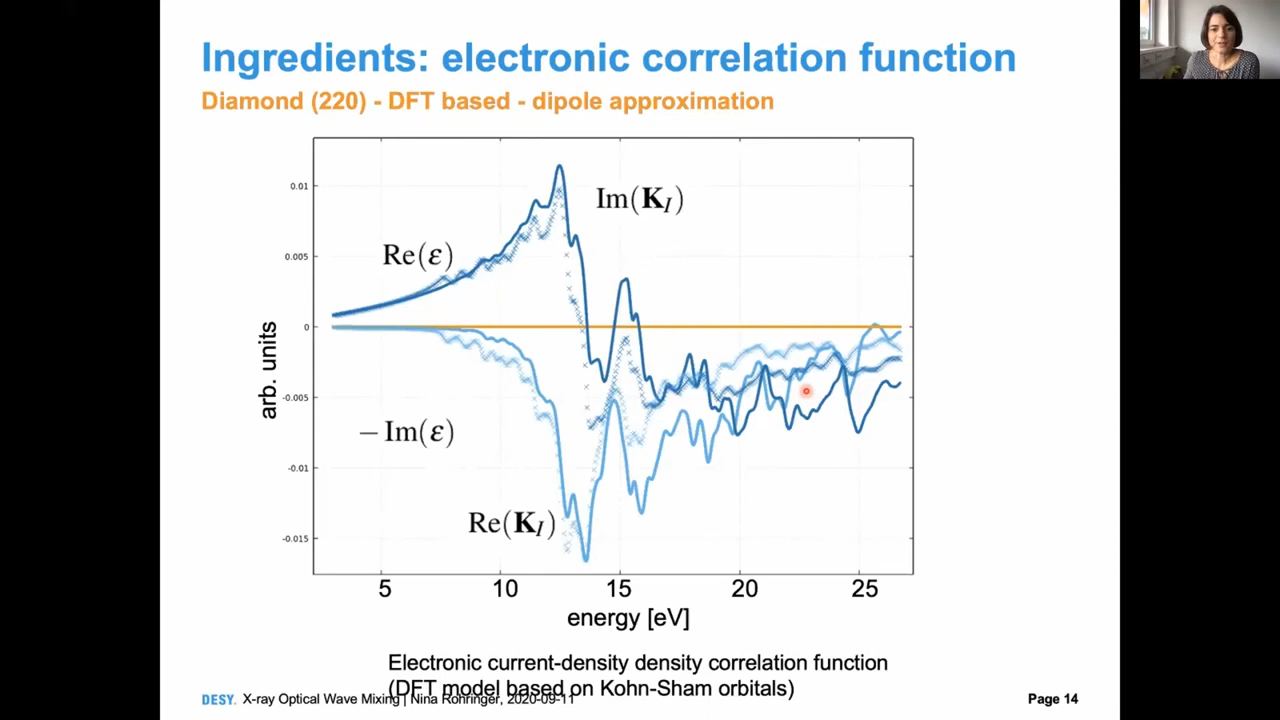 Ingredients: electronic correlation function
Diamond (220) - DFT based - dipole approximation
0.01
0.005
0
-0.005
-0.01
-0.015
arb. units
Im(K_I)
Re(ε)
− Im(ε)
Re(K_I)
5 10 15 20 25
energy [eV]
Electronic current-density density correlation function
(DFT model based on Kohn-Sham orbitals)
DESY. X-ray Optical Wave Mixing | Nina Rohringer, 2020-09-11
Page 14